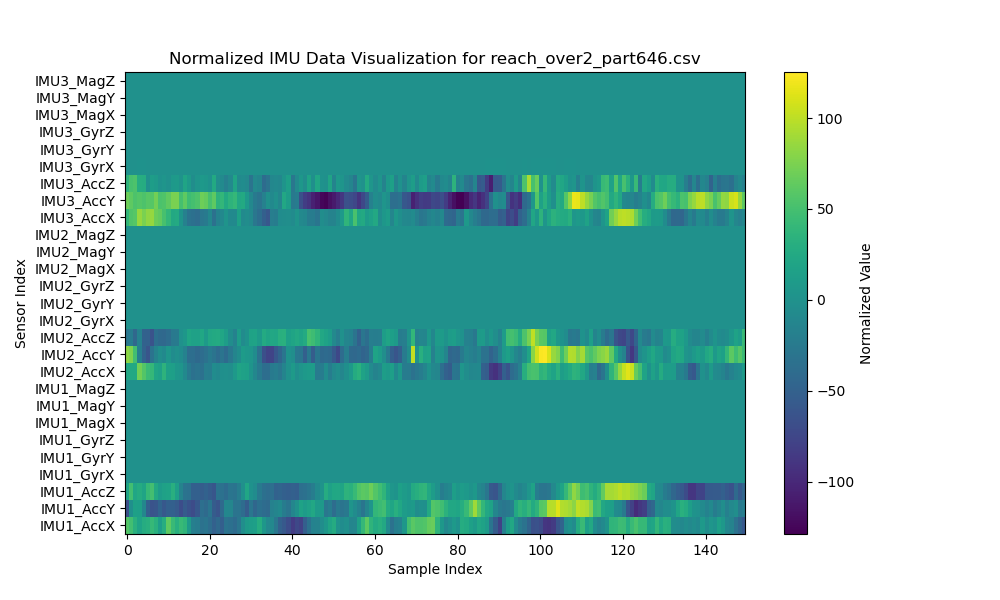 Normalized IMU Data Visualization for reach_over2_part646.csv
Sensor Index
IMU3_MagZ
IMU3_MagY
IMU3_MagX
IMU3_GyrZ
IMU3_GyrY
IMU3_GyrX
IMU3_AccZ
IMU3_AccY
IMU3_AccX
IMU2_MagZ
IMU2_MagY
IMU2_MagX
IMU2_GyrZ
IMU2_GyrY
IMU2_GyrX
IMU2_AccZ
IMU2_AccY
IMU2_AccX
IMU1_MagZ
IMU1_MagY
IMU1_MagX
IMU1_GyrZ
IMU1_GyrY
IMU1_GyrX
IMU1_AccZ
IMU1_AccY
IMU1_AccX
0 20 40 60 80 100 120 140
Sample Index
100
50
0
−50
−100
Normalized Value